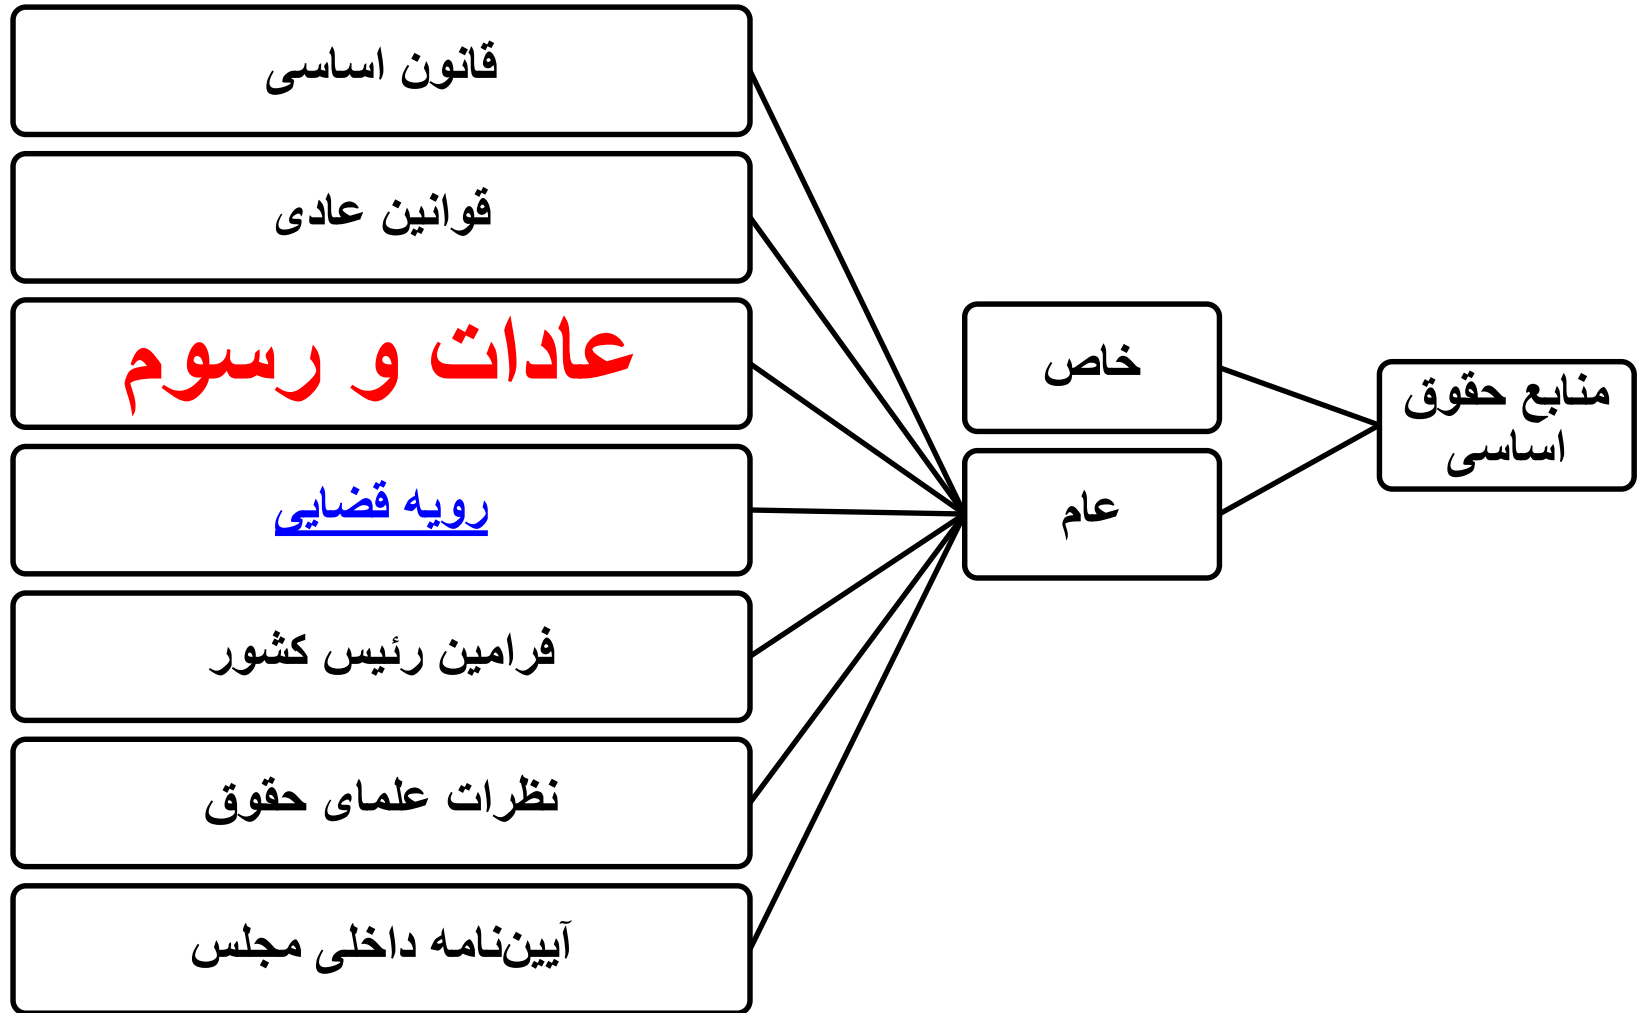 منابع حقوق
اساسی
خاص
عام
قانون اساسی
قوانین عادی
عادات و رسوم
رویه قضایی
فرامین رئیس کشور
نظرات علمای حقوق
آیین‌نامه داخلی مجلس